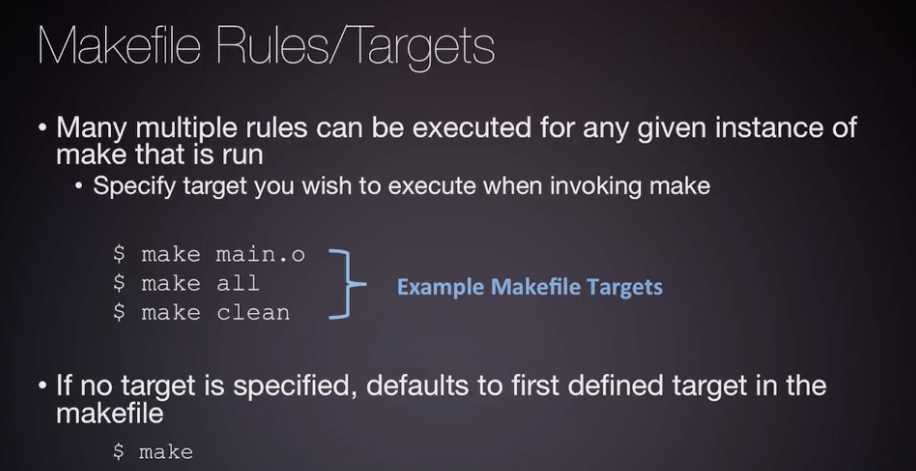 Makefile Rules/Targets
• Many multiple rules can be executed for any given instance of
make that is run
• Specify target you wish to execute when invoking make
$ make main.o
$ make all
$ make clean
Example Makefile Targets
• If no target is specified, defaults to first defined target in the
makefile
$ make